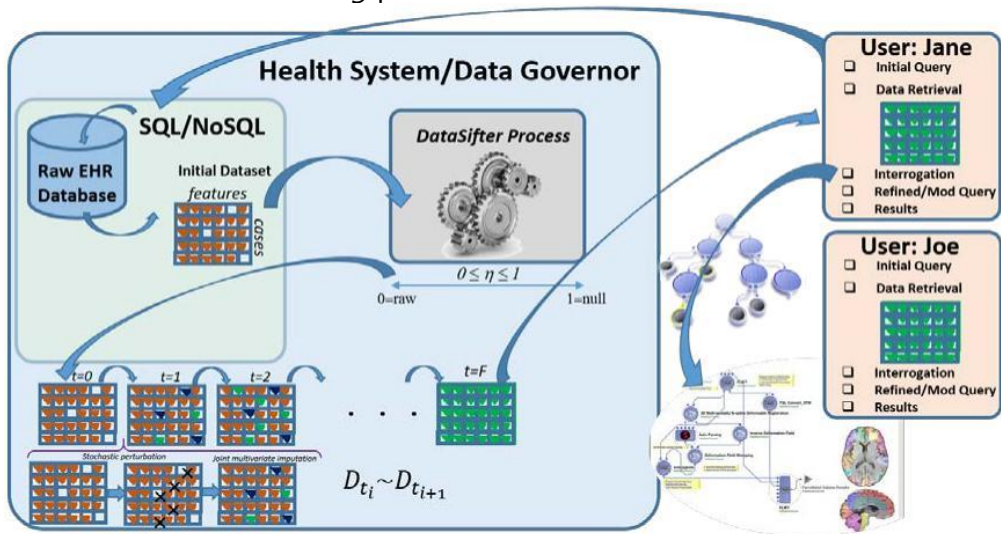 Health System/Data Governor
SQL/NoSQL
Raw EHR
Database
Initial Dataset
features
cases
DataSifter Process
0 ≤ η ≤ 1
0=raw
1=null
t=0
t=1
t=2
t=F
. . .
Stochastic perturbation
Joint multivariate imputation
D_{t_i}~D_{t_{i+1}}
User: Jane
Initial Query
Data Retrieval
Interrogation
Refined/Mod Query
Results
User: Joe
Initial Query
Data Retrieval
Interrogation
Refined/Mod Query
Results